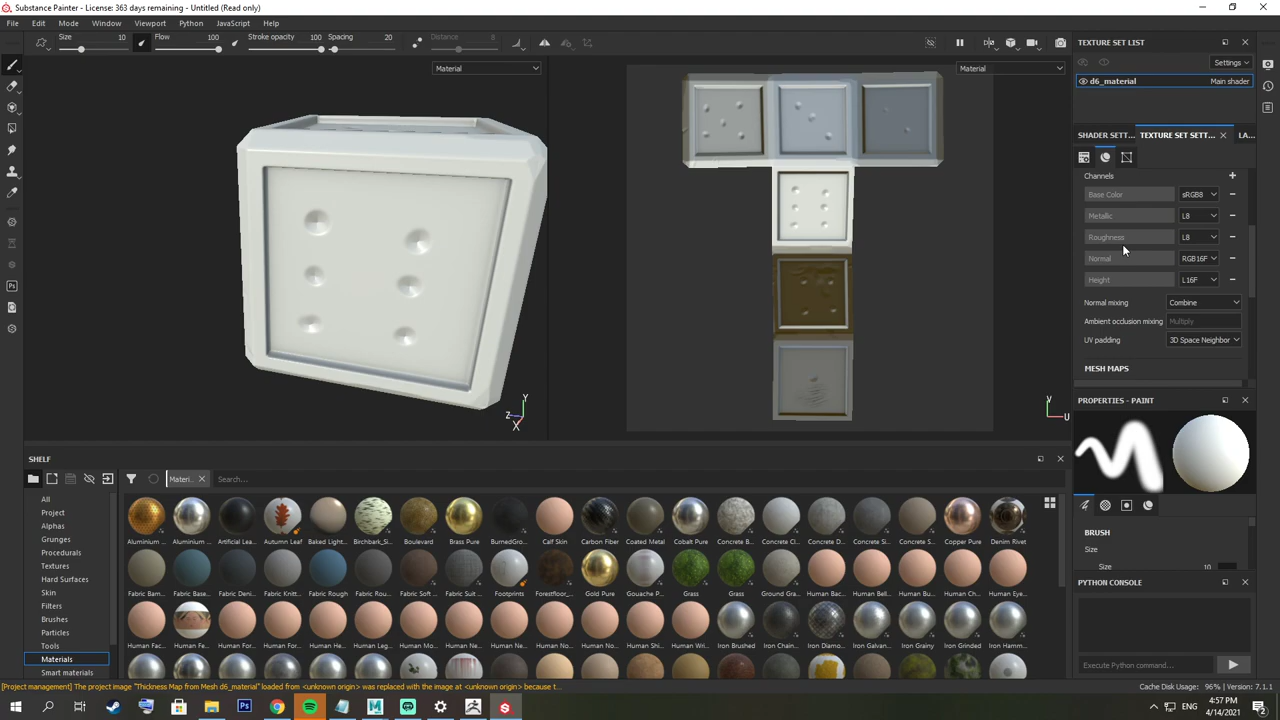 Substance Painter - License: 363 days remaining - Untitled (Read only)
File Edit Mode Window Viewport Python JavaScript Help
Size 10 Flow 100 Stroke opacity 100 Spacing 20 Distance 8
Material
Material
TEXTURE SET LIST
Settings
d6_material Main shader
SHADER SETT... TEXTURE SET SETT... LA...
Channels
Base Color sRGB8
Metallic L8
Roughness L8
Normal RGB16F
Height L16F
Normal mixing Combine
Ambient occlusion mixing Multiply
UV padding 3D Space Neighbor
MESH MAPS
Y
Z
X
V
U
PROPERTIES - PAINT
BRUSH
Size
Size 10
PYTHON CONSOLE
Execute Python command...
SHELF
Materi... Search...
All
Project
Alphas
Grunges
Procedurals
Textures
Hard Surfaces
Skin
Filters
Brushes
Particles
Tools
Materials
Smart materials
Aluminium ... Aluminium ... Artificial Lea... Autumn Leaf Baked Light... Birchbark_Si... Boulevard Brass Pure BurnedGro... Calf Skin Carbon Fiber Coated Metal Cobalt Pure Concrete B... Concrete Cl... Concrete D... Concrete Si... Concrete S... Copper Pure Denim Rivet
Fabric Bam... Fabric Base... Fabric Deni... Fabric Knitt... Fabric Rough Fabric Rou... Fabric Soft ... Fabric Suit ... Footprints Forestfloor_... Gold Pure Gouache P... Grass Grass Ground Gra... Human Bac... Human Bell... Human Bu... Human Ch... Human Eye...
Human Fac... Human Fe... Human For... Human For... Human He... Human Leg... Human Mo... Human Ne... Human Ne... Human No... Human No... Human Shi... Human Wri... Iron Brushed Iron Chain... Iron Diamo... Iron Galvan... Iron Grainy Iron Grinded Iron Hamm...
[Project management] The project image "Thickness Map from Mesh d6_material" loaded from <unknown origin> was replaced with the image at <unknown origin> because t...
Cache Disk Usage: 96% | Version: 7.1.1
Ps
ENG
4:57 PM
4/14/2021
2